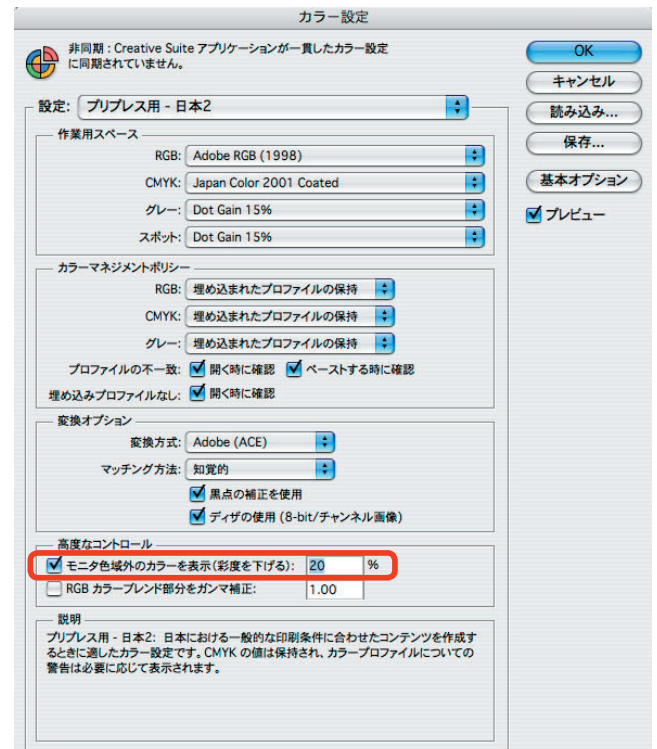 カラー設定
非同期 : Creative Suite アプリケーションが一貫したカラー設定
に同期されていません。
OK
キャンセル
読み込み...
保存...
基本オプション
プレビュー
設定: プリプレス用 - 日本2
作業用スペース
RGB: Adobe RGB (1998)
CMYK: Japan Color 2001 Coated
グレー: Dot Gain 15%
スポット: Dot Gain 15%
カラーマネジメントポリシー
RGB: 埋め込まれたプロファイルの保持
CMYK: 埋め込まれたプロファイルの保持
グレー: 埋め込まれたプロファイルの保持
プロファイルの不一致: 開く時に確認 ペーストする時に確認
埋め込みプロファイルなし: 開く時に確認
変換オプション
変換方式: Adobe (ACE)
マッチング方法: 知覚的
黒点の補正を使用
ディザの使用 (8-bit/チャンネル画像)
高度なコントロール
モニタ色域外のカラーを表示(彩度を下げる): 20 %
RGB カラーブレンド部分をガンマ補正: 1.00
説明
プリプレス用 - 日本2: 日本における一般的な印刷条件に合わせたコンテンツを作成す
るときに適したカラー設定です。CMYK の値は保持され、カラープロファイルについての
警告は必要に応じて表示されます。